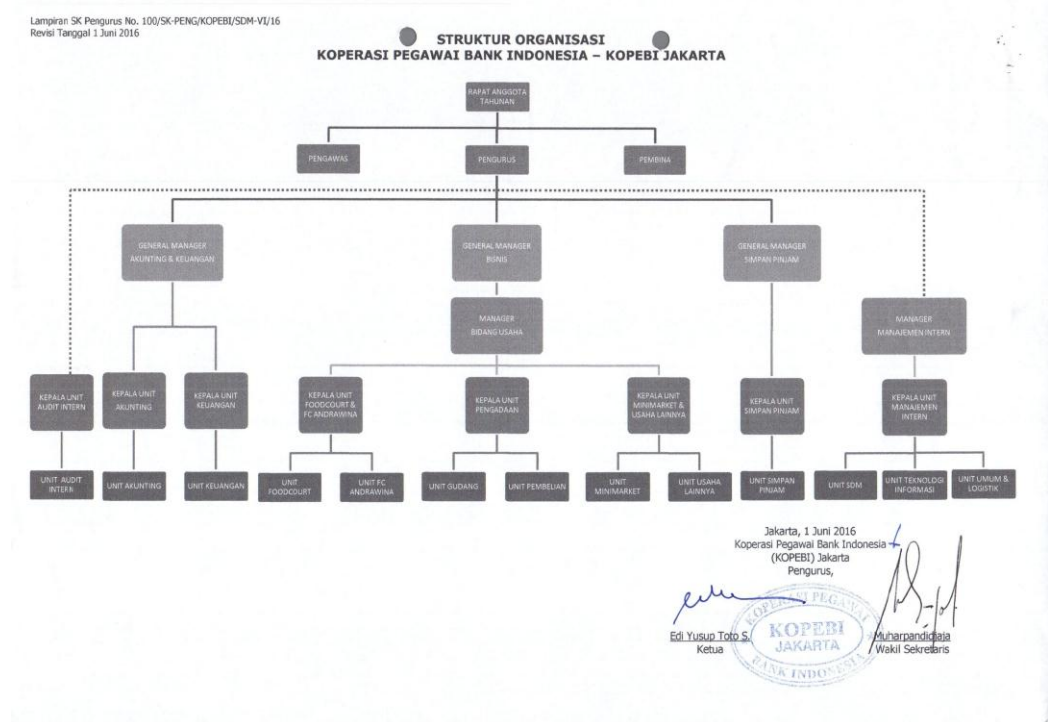 Lampiran SK Pengurus No. 100/SK-PENG/KOPEBI/SDM-VI/16
Revisi Tanggal 1 Juni 2016
STRUKTUR ORGANISASI
KOPERASI PEGAWAI BANK INDONESIA – KOPEBI JAKARTA
RAPAT ANGGOTA
TAHUNAN
PENGAWAS
PENGURUS
PEMBINA
GENERAL MANAGER
AKUNTING & KEUANGAN
GENERAL MANAGER
BISNIS
GENERAL MANAGER
SIMPAN PINJAM
MANAGER
BIDANG USAHA
MANAGER
MANAJEMEN INTERN
KEPALA UNIT
AUDIT INTERN
KEPALA UNIT
AKUNTING
KEPALA UNIT
KEUANGAN
KEPALA UNIT
FOODCOURT &
FC ANDRAWINA
KEPALA UNIT
PENGADAAN
KEPALA UNIT
MINIMARKET &
USAHA LAINNYA
KEPALA UNIT
SIMPAN PINJAM
KEPALA UNIT
MANAJEMEN
INTERN
UNIT AUDIT
INTERN
UNIT AKUNTING
UNIT KEUANGAN
UNIT
FOODCOURT
UNIT FC
ANDRAWINA
UNIT GUDANG
UNIT PEMBELIAN
UNIT
MINIMARKET
UNIT USAHA
LAINNYA
UNIT SIMPAN
PINJAM
UNIT SDM
UNIT TEKNOLOGI
INFORMASI
UNIT UMUM &
LOGISTIK
Jakarta, 1 Juni 2016
Koperasi Pegawai Bank Indonesia
(KOPEBI) Jakarta
Pengurus,
KOPERASI PEGAWAI
KOPEBI
JAKARTA
BANK INDONESIA
Edi Yusup Toto S.
Ketua
Muharpandidjaja
Wakil Sekretaris